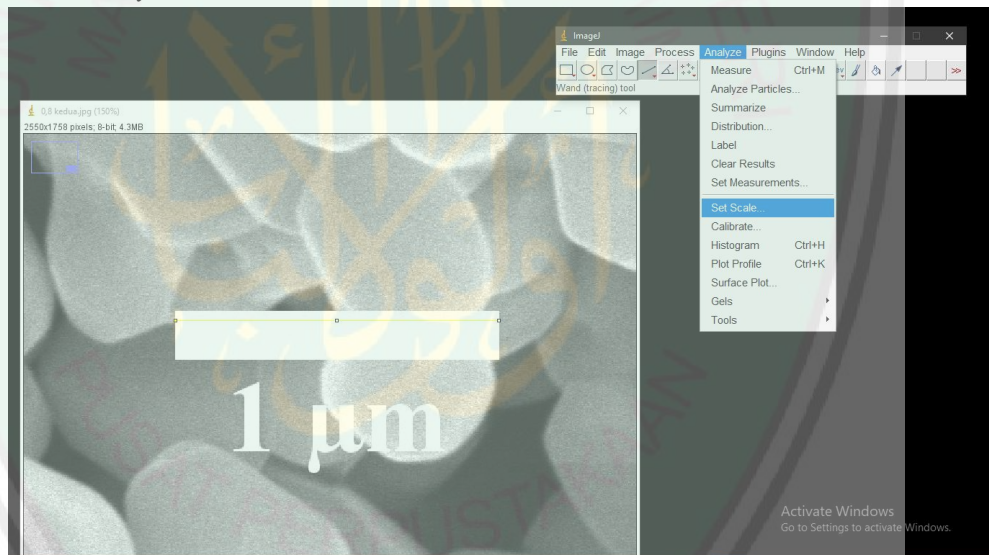 ImageJ
File Edit Image Process Analyze Plugins Window Help
>>
Wand (tracing) tool
Measure Ctrl+M
Analyze Particles...
Summarize
Distribution...
Label
Clear Results
Set Measurements...
Set Scale...
Calibrate...
Histogram Ctrl+H
Plot Profile Ctrl+K
Surface Plot...
Gels
Tools
0,8 kedua.jpg (150%)
2550x1758 pixels; 8-bit; 4.3MB
1 μm
PUSAT PERPUSTAKAAN
Activate Windows
Go to Settings to activate Windows.